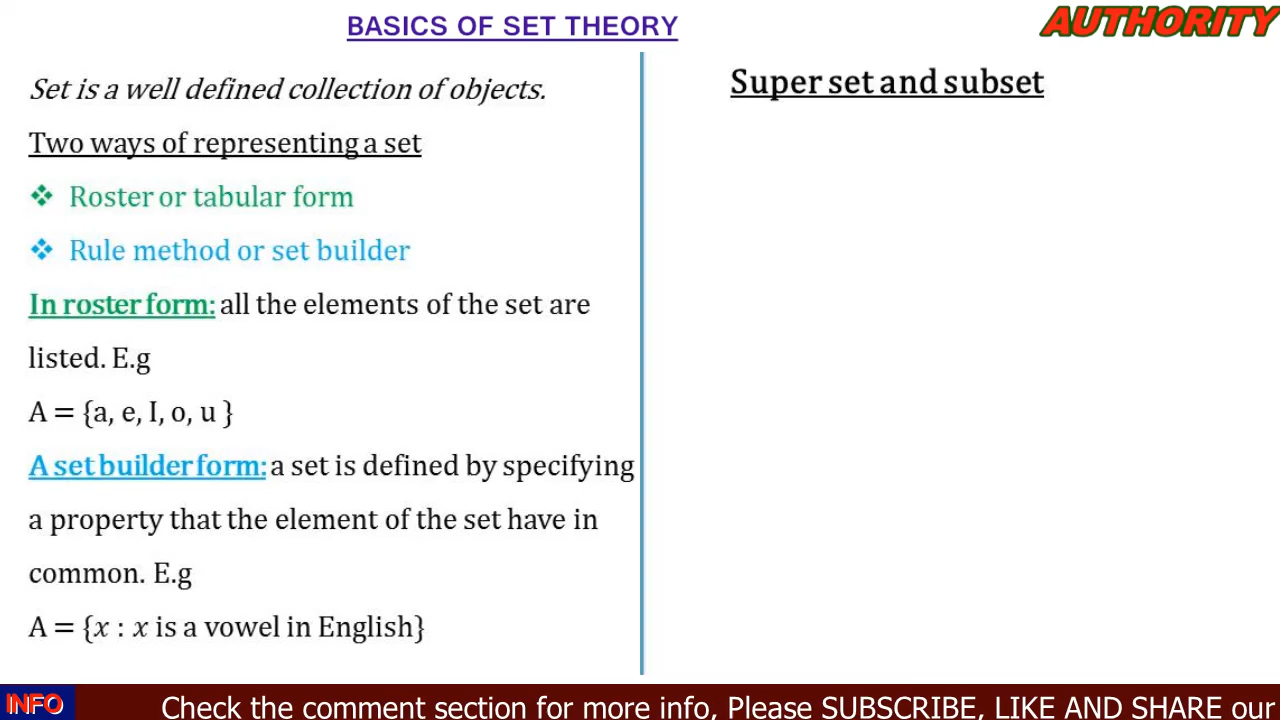 BASICS OF SET THEORY
AUTHORITY
Set is a well defined collection of objects.
Two ways of representing a set
❖ Roster or tabular form
❖ Rule method or set builder
In roster form: all the elements of the set are
listed. E.g
A = {a, e, I, o, u }
A set builder form: a set is defined by specifying
a property that the element of the set have in
common. E.g
A = {x : x is a vowel in English}
Super set and subset
INFO
Check the comment section for more info, Please SUBSCRIBE, LIKE AND SHARE our